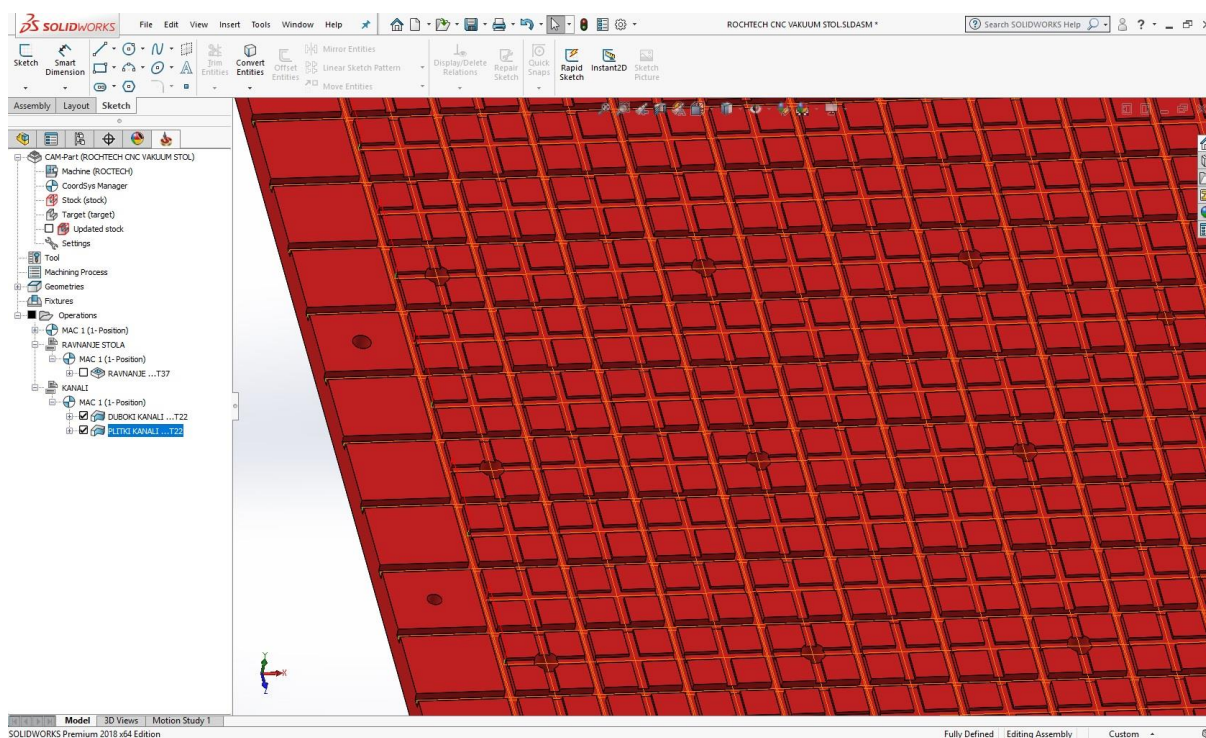 SOLIDWORKS File Edit View Insert Tools Window Help ROCHTECH CNC VAKUUM STOL.SLDASM * Search SOLIDWORKS Help ?
Sketch Smart Dimension Trim Entities Convert Entities Offset Entities Mirror Entities Linear Sketch Pattern Move Entities Display/Delete Relations Repair Sketch Quick Snaps Rapid Sketch Instant2D Sketch Picture
Assembly Layout Sketch
CAM-Part (ROCHTECH CNC VAKUUM STOL)
Machine (ROCTECH)
CoordSys Manager
Stock (stock)
Target (target)
Updated stock
Settings
Tool
Machining Process
Geometries
Fixtures
Operations
MAC 1 (1- Position)
RAVNANJE STOLA
MAC 1 (1- Position)
RAVNANJE ...T37
KANALI
MAC 1 (1- Position)
DUBOKI KANALI ...T22
PLITKI KANALI ...T22
Y
X
Z
Model 3D Views Motion Study 1
SOLIDWORKS Premium 2018 x64 Edition Fully Defined Editing Assembly Custom